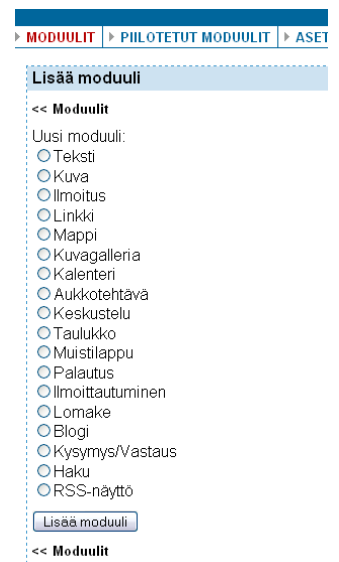 MODUULIT PIILOTETUT MODUULIT ASET
Lisää moduuli
<< Moduulit
Uusi moduuli:
Teksti
Kuva
Ilmoitus
Linkki
Mappi
Kuvagalleria
Kalenteri
Aukkotehtävä
Keskustelu
Taulukko
Muistilappu
Palautus
Ilmoittautuminen
Lomake
Blogi
Kysymys/Vastaus
Haku
RSS-näyttö
Lisää moduuli
<< Moduulit